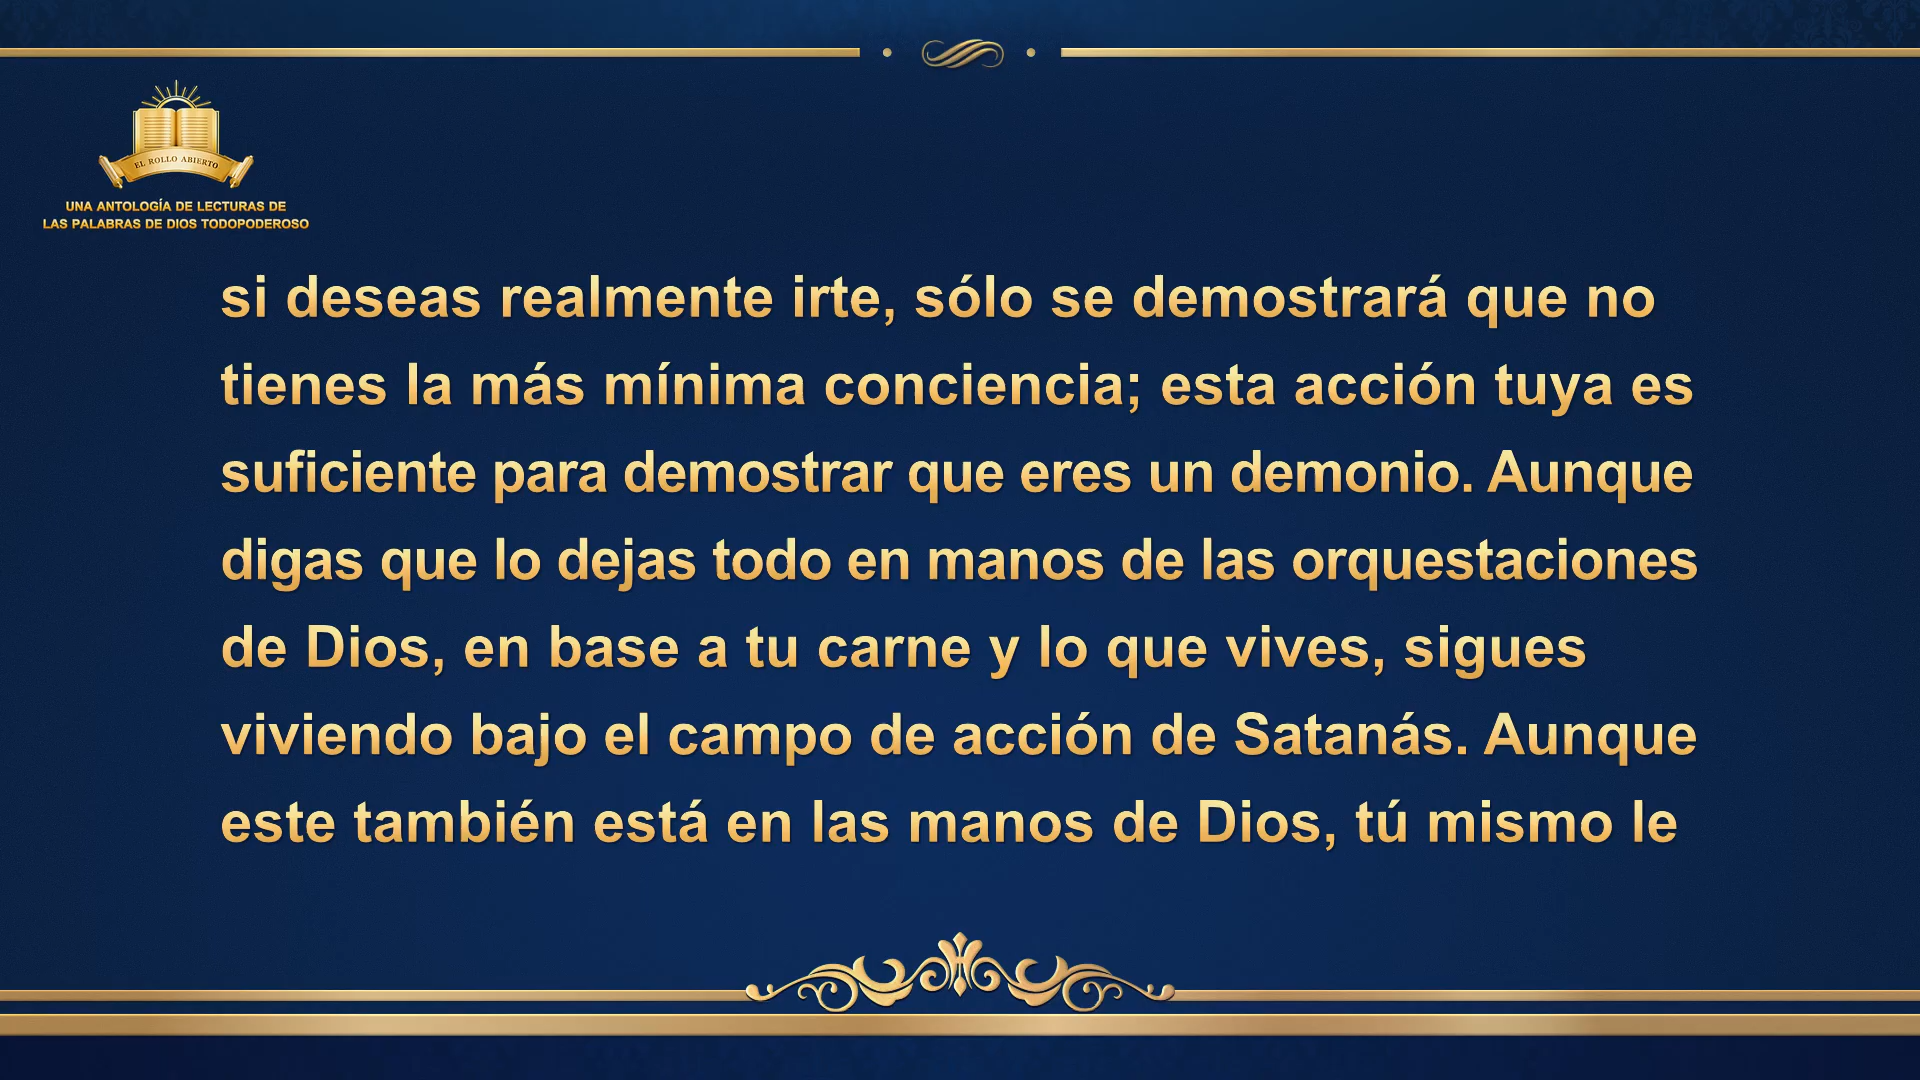 EL ROLLO ABIERTO
UNA ANTOLOGÍA DE LECTURAS DE
LAS PALABRAS DE DIOS TODOPODEROSO
si deseas realmente irte, sólo se demostrará que no
tienes la más mínima conciencia; esta acción tuya es
suficiente para demostrar que eres un demonio. Aunque
digas que lo dejas todo en manos de las orquestaciones
de Dios, en base a tu carne y lo que vives, sigues
viviendo bajo el campo de acción de Satanás. Aunque
este también está en las manos de Dios, tú mismo le